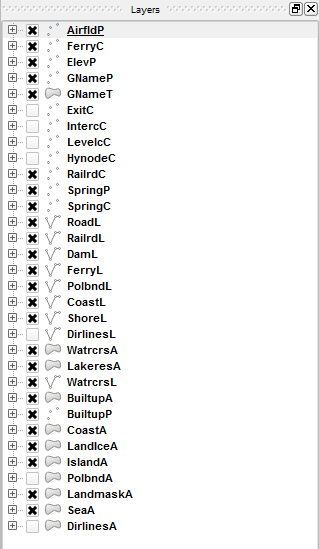 Layers
AirfldP
FerryC
ElevP
GNameP
GNameT
ExitC
IntercC
LevelcC
HynodeC
RailrdC
SpringP
SpringC
RoadL
RailrdL
DamL
FerryL
PolbndL
CoastL
ShoreL
DirlinesL
WatrcrsA
LakeresA
WatrcrsL
BuiltupA
BuiltupP
CoastA
LandIceA
IslandA
PolbndA
LandmaskA
SeaA
DirlinesA